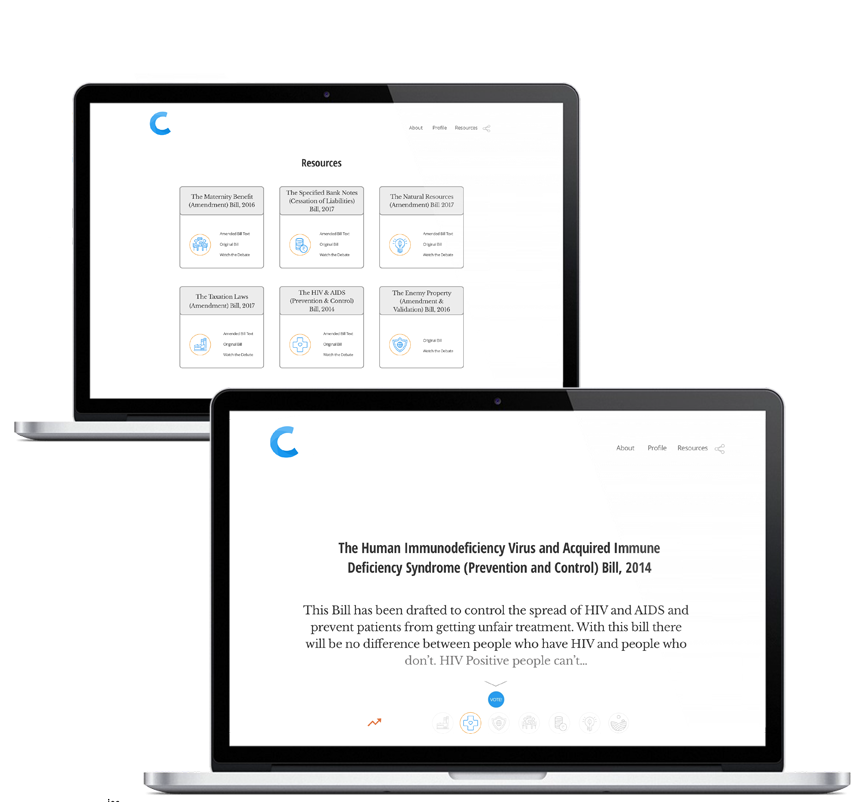 About Profile Resources
Resources
The Maternity Benefit
(Amendment) Bill, 2016
Amended Bill Text
Original Bill
Watch the Debate
The Specified Bank Notes
(Cessation of Liabilities)
Bill, 2017
Amended Bill Text
Original Bill
Watch the Debate
The Natural Resources
(Amendment) Bill 2017
Amended Bill Text
Original Bill
Watch the Debate
The Taxation Laws
(Amendment) Bill, 2017
Amended Bill Text
Original Bill
Watch the Debate
The HIV & AIDS
(Prevention & Control)
Bill, 2014
Amended Bill Text
Original Bill
Watch the Debate
The Enemy Property
(Amendment &
Validation) Bill, 2016
Original Bill
Watch the Debate
About Profile Resources
The Human Immunodeficiency Virus and Acquired Immune
Deficiency Syndrome (Prevention and Control) Bill, 2014
This Bill has been drafted to control the spread of HIV and AIDS and
prevent patients from getting unfair treatment. With this bill there
will be no difference between people who have HIV and people who
don't. HIV Positive people can't...
VOTE!